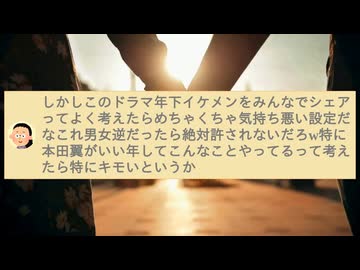 しかしこのドラマ年下イケメンをみんなでシェア
ってよく考えたらめちゃくちゃ気持ち悪い設定だ
なこれ男女逆だったら絶対許されないだろw特に
本田翼がいい年してこんなことやってるって考え
たら特にキモいというか